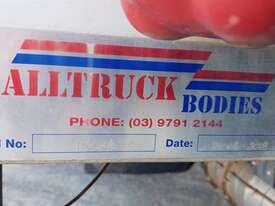 ALLTRUCK
BODIES
PHONE: (03) 9791 2144
l No: Date: